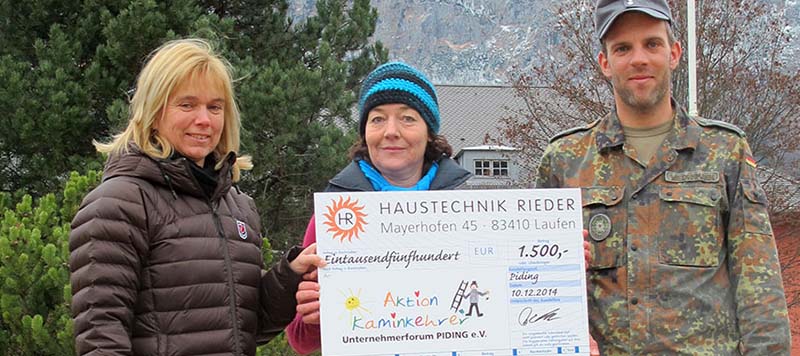 HR
HAUSTECHNIK RIEDER
Mayerhofen 45 · 83410 Laufen
Eintausendfünfhundert
EUR
Betrag
1.500,-
Piding
10.12.2014
Aktion
Kaminkehrer
Unternehmerforum PIDING e.V.